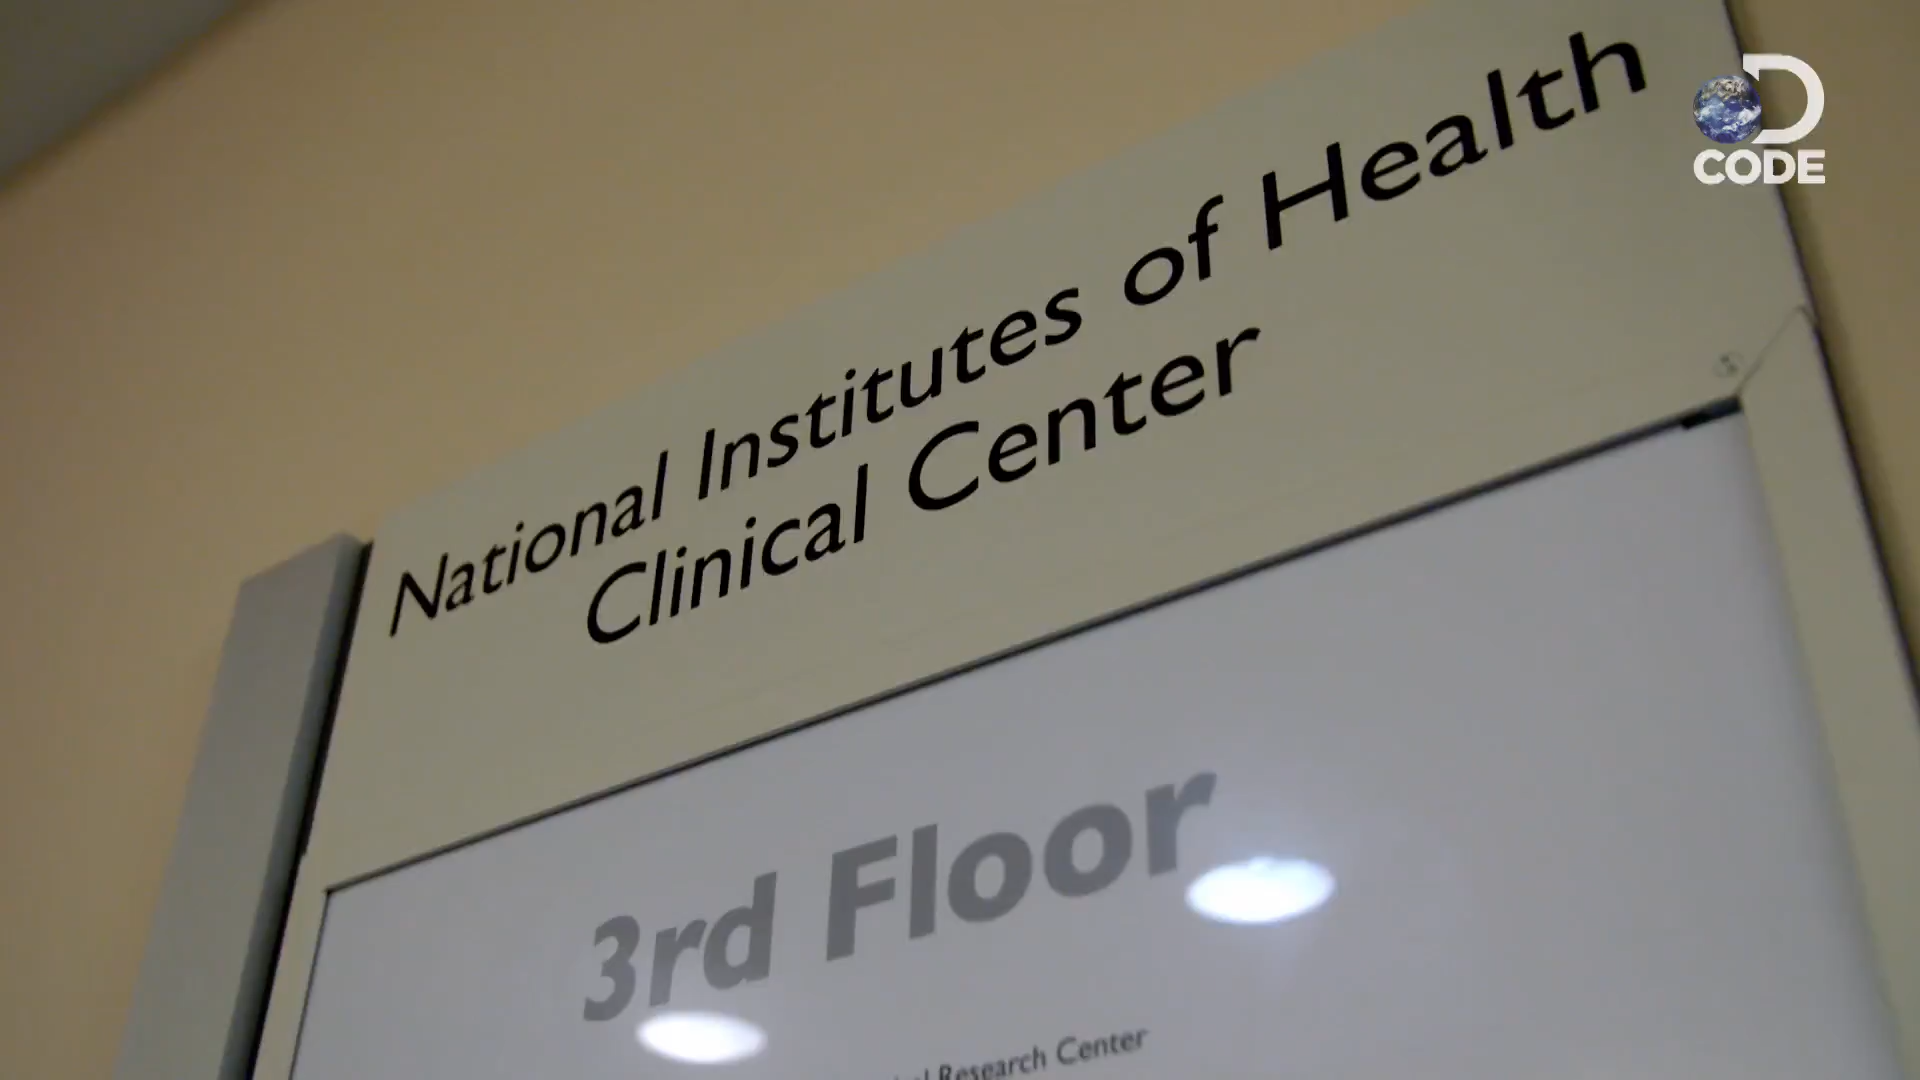 National Institutes of Health
Clinical Center
3rd Floor
Research Center
D
CODE